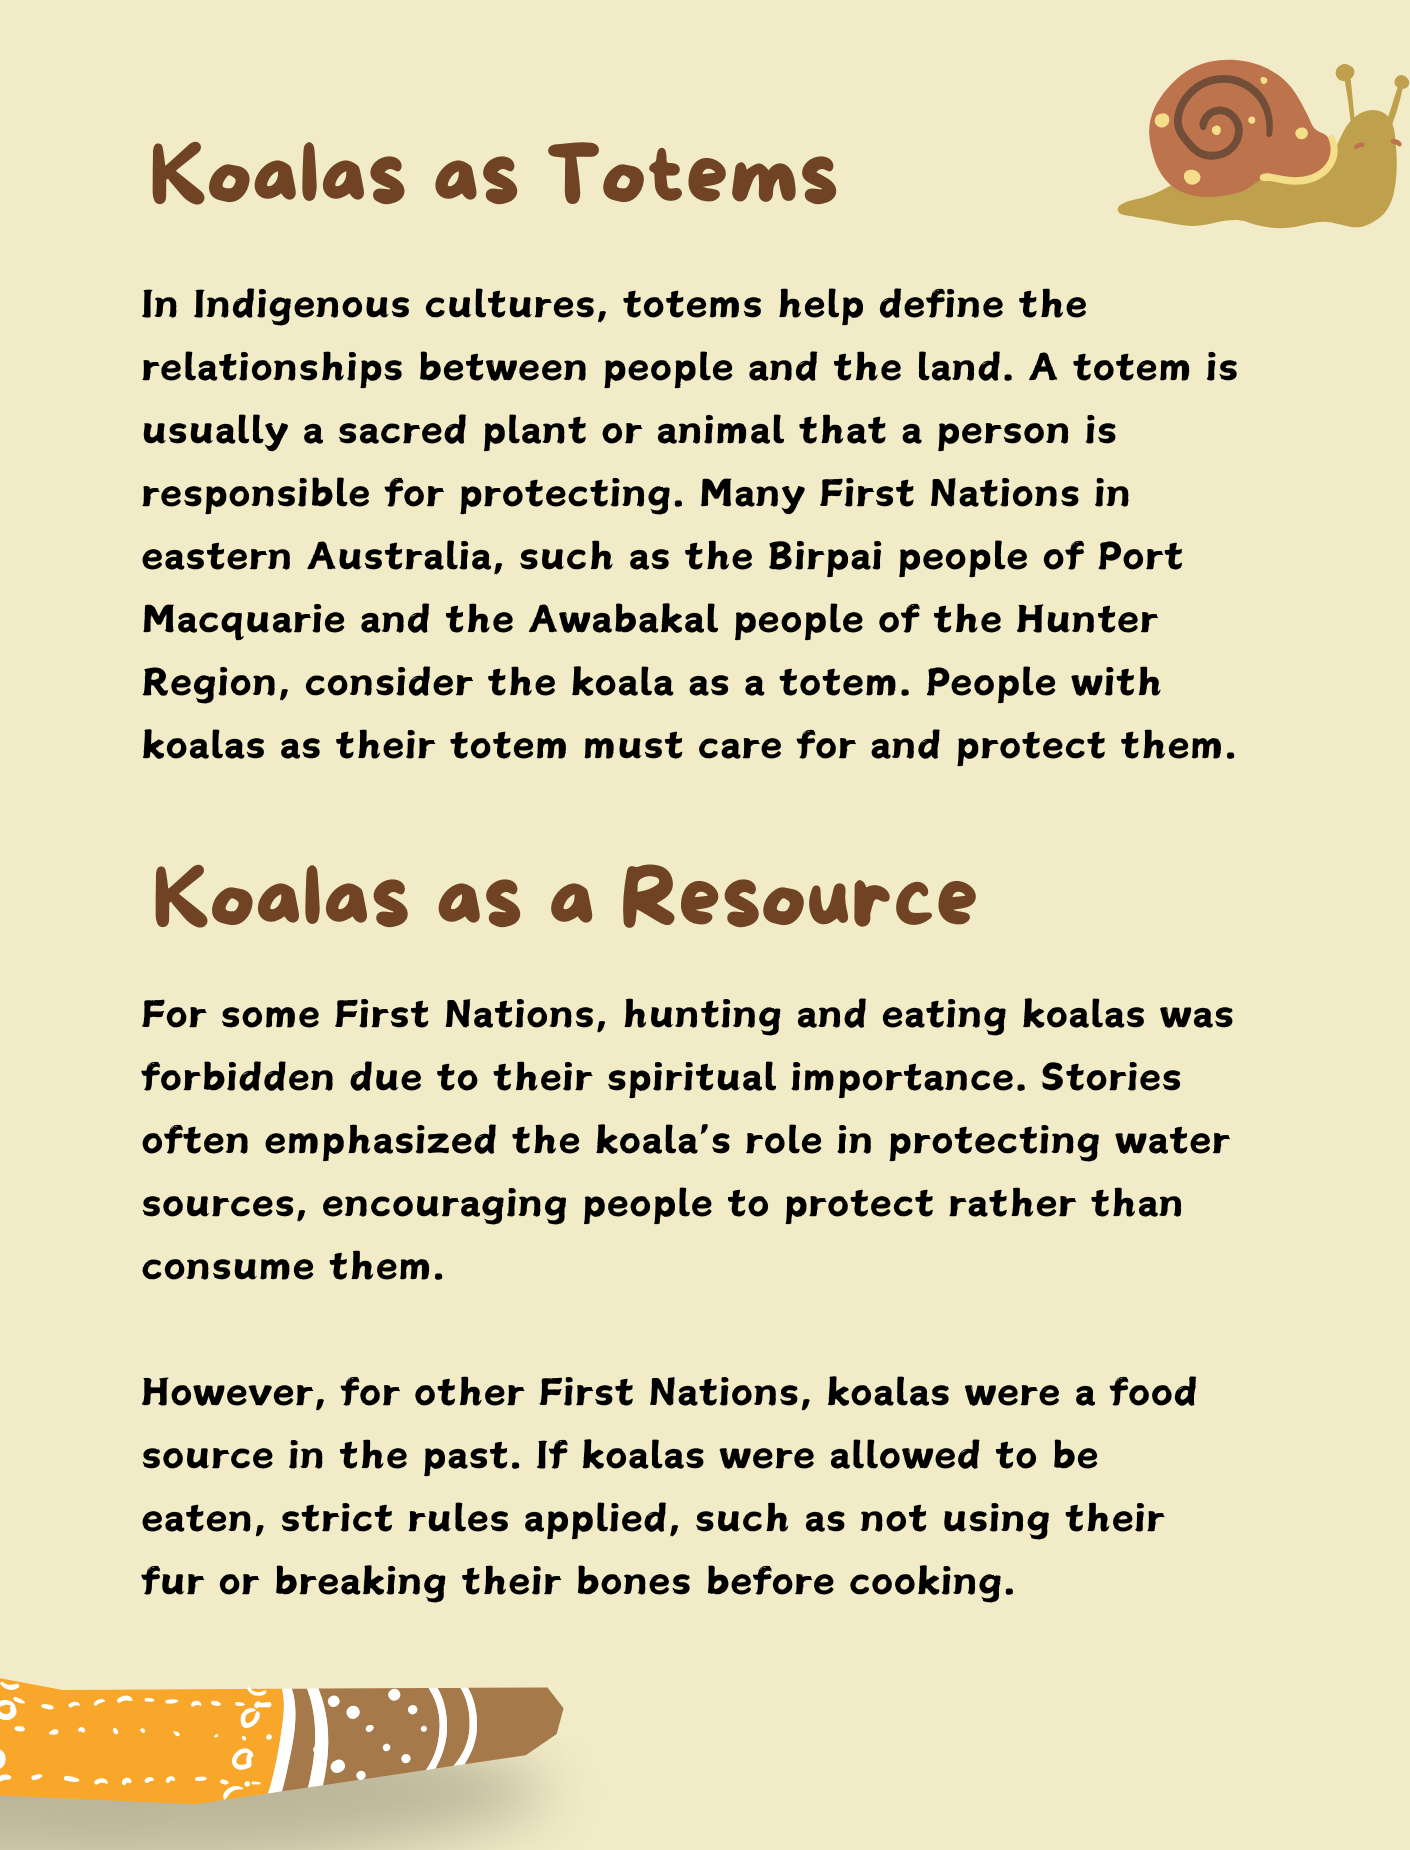 Koalas as Totems
In Indigenous cultures, totems help define the
relationships between people and the land. A totem is
usually a sacred plant or animal that a person is
responsible for protecting. Many First Nations in
eastern Australia, such as the Birpai people of Port
Macquarie and the Awabakal people of the Hunter
Region, consider the koala as a totem. People with
koalas as their totem must care for and protect them.
Koalas as a Resource
For some First Nations, hunting and eating koalas was
forbidden due to their spiritual importance. Stories
often emphasized the koala’s role in protecting water
sources, encouraging people to protect rather than
consume them.
However, for other First Nations, koalas were a food
source in the past. If koalas were allowed to be
eaten, strict rules applied, such as not using their
fur or breaking their bones before cooking.